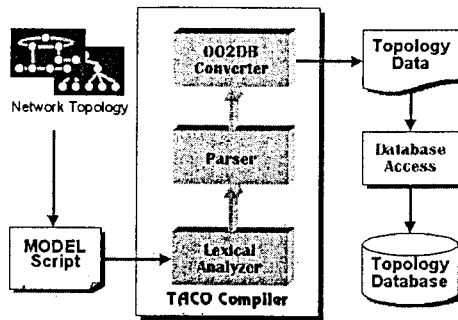 OO2DB
Converter
Topology
Data
Network Topology
Parser
Database
Access
MODEL
Script
Lexical
Analyzer
Topology
Database
TACO Compiler